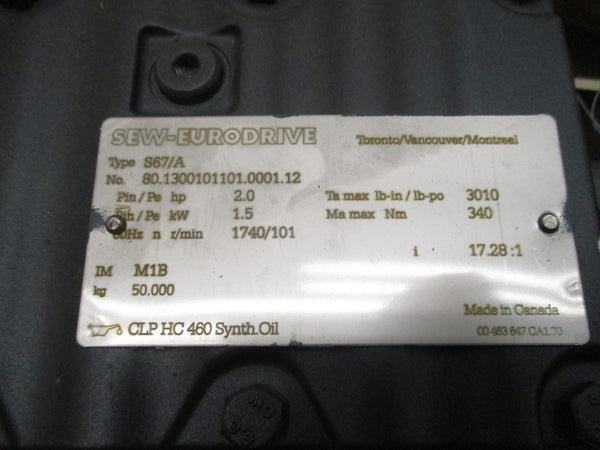 SEW-EURODRIVE Toronto/Vancouver/Montreal
Type S67/A
No. 80.1300101101.0001.12
Pin/Pe hp 2.0 Ta max lb-in / lb-po 3010
Pin/Pe kW 1.5 Ma max Nm 340
60Hz n r/min 1740/101
i 17.28 :1
IM M1B
kg 50.000
Made in Canada
CLP HC 460 Synth.Oil 00 463 647 CA1.70
8.8